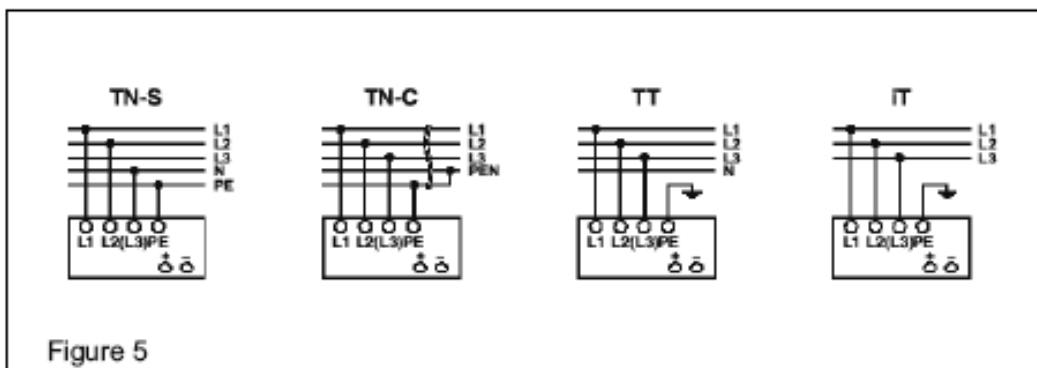 TN-S
L1
L2
L3
N
PE
L1 L2(L3)PE
+ -
TN-C
L1
L2
L3
PEN
L1 L2(L3)PE
+ -
TT
L1
L2
L3
N
L1 L2(L3)PE
+ -
IT
L1
L2
L3
L1 L2(L3)PE
+ -
Figure 5